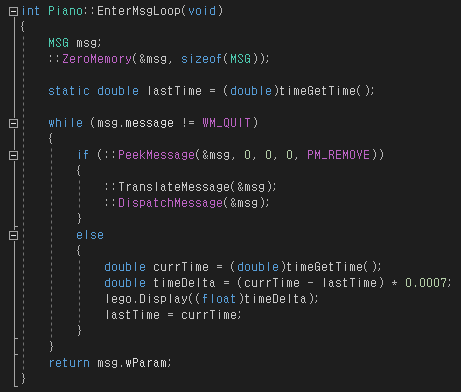 int Piano::EnterMsgLoop(void)
{
MSG msg;
::ZeroMemory(&msg, sizeof(MSG));
static double lastTime = (double)timeGetTime();
while (msg.message != WM_QUIT)
{
if (::PeekMessage(&msg, 0, 0, 0, PM_REMOVE))
{
::TranslateMessage(&msg);
::DispatchMessage(&msg);
}
else
{
double currTime = (double)timeGetTime();
double timeDelta = (currTime - lastTime) * 0.0007;
lego.Display((float)timeDelta);
lastTime = currTime;
}
}
return msg.wParam;
}